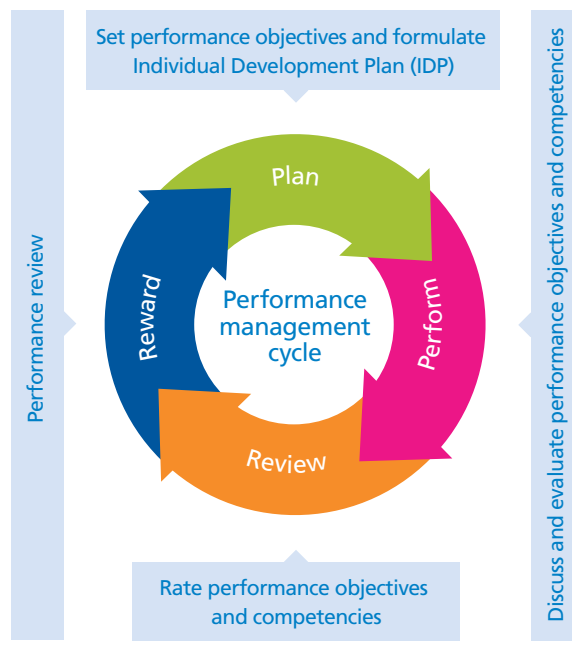 Set performance objectives and formulate
Individual Development Plan (IDP)
Plan
Perform
Review
Reward
Performance
management
cycle
Discuss and evaluate performance objectives and competencies
Rate performance objectives
and competencies
Performance review